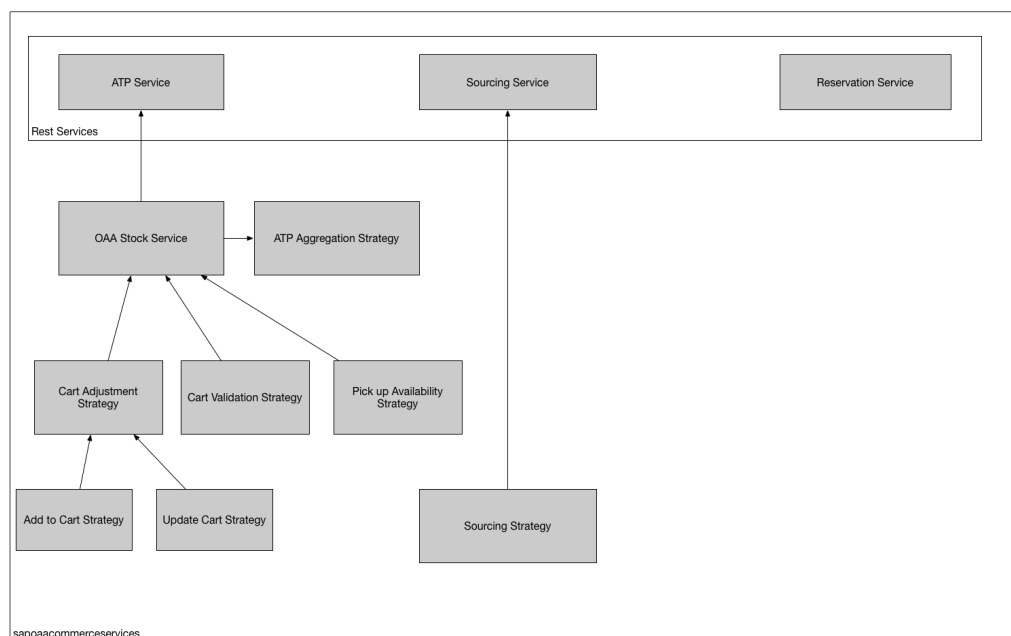 ATP Service
Sourcing Service
Reservation Service
Rest Services
OAA Stock Service
ATP Aggregation Strategy
Cart Adjustment
Strategy
Cart Validation Strategy
Pick up Availability
Strategy
Add to Cart Strategy
Update Cart Strategy
Sourcing Strategy
sapoaacommerceservices